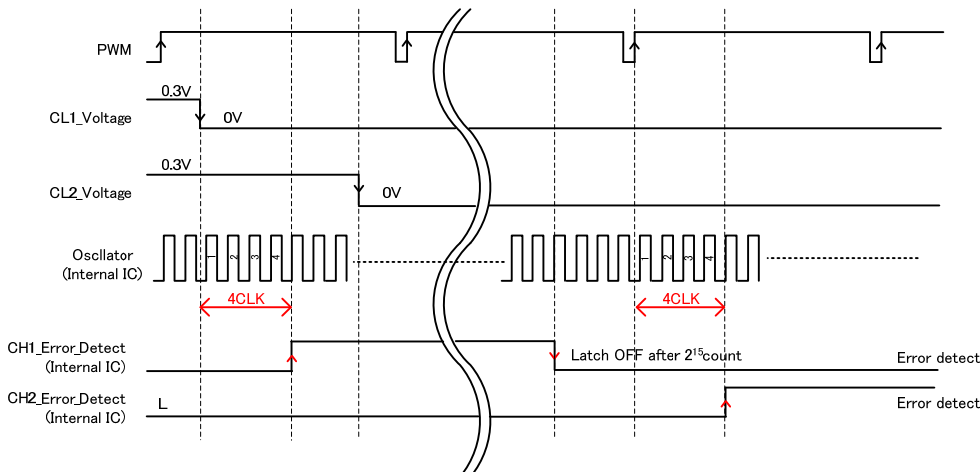 PWM
0.3V
CL1_Voltage
0V
0.3V
CL2_Voltage
0V
Oscllator
(Internal IC)
1 2 3 4
1 2 3 4
4CLK
4CLK
CH1_Error_Detect
(Internal IC)
Latch OFF after 2¹⁵count
Error detect
CH2_Error_Detect
(Internal IC)
L
Error detect